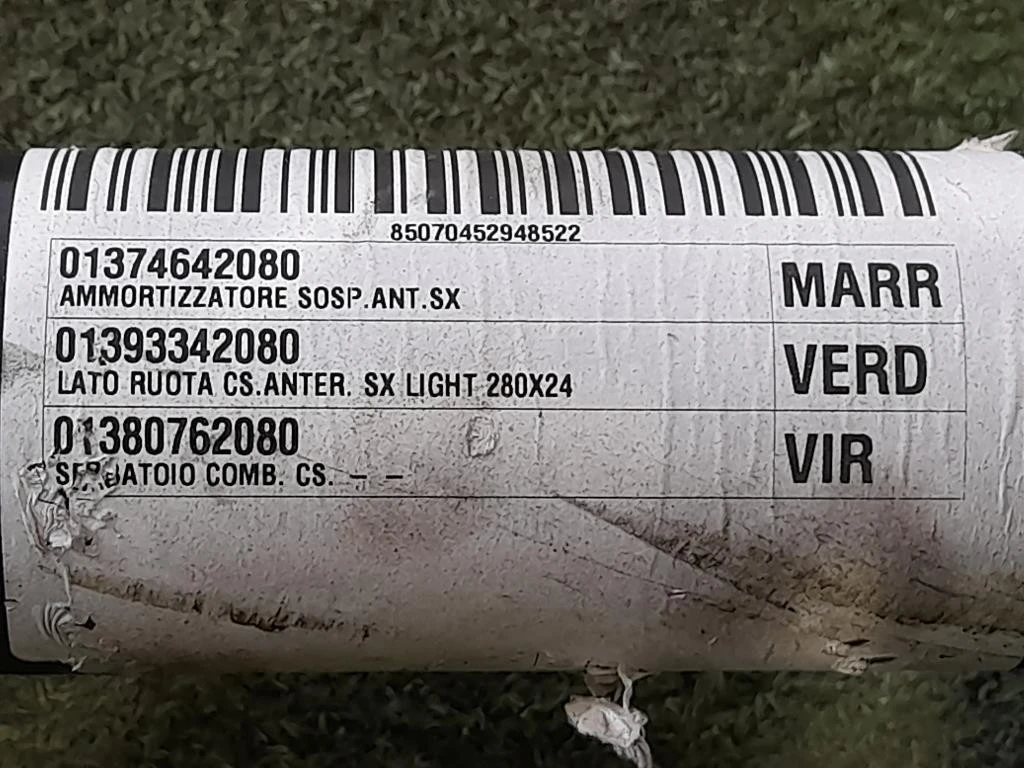 85070452948522
01374642080 MARR
AMMORTIZZATORE SOSP.ANT.SX
01393342080 VERD
LATO RUOTA CS.ANTER. SX LIGHT 280X24
01380762080 VIR
SERBATOIO COMB. CS. – –